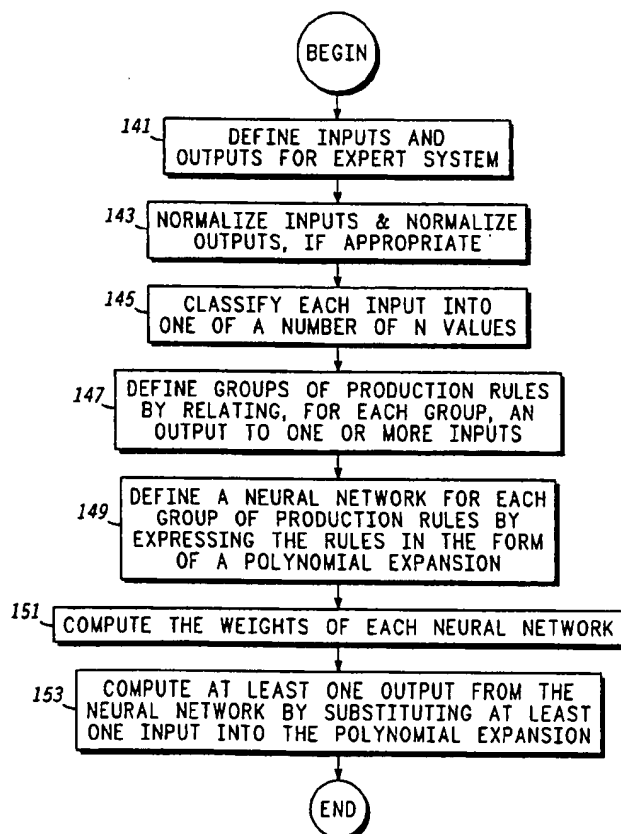 BEGIN
141
DEFINE INPUTS AND
OUTPUTS FOR EXPERT SYSTEM
143
NORMALIZE INPUTS & NORMALIZE
OUTPUTS, IF APPROPRIATE
145
CLASSIFY EACH INPUT INTO
ONE OF A NUMBER OF N VALUES
147
DEFINE GROUPS OF PRODUCTION RULES
BY RELATING, FOR EACH GROUP, AN
OUTPUT TO ONE OR MORE INPUTS
149
DEFINE A NEURAL NETWORK FOR EACH
GROUP OF PRODUCTION RULES BY
EXPRESSING THE RULES IN THE FORM
OF A POLYNOMIAL EXPANSION
151
COMPUTE THE WEIGHTS OF EACH NEURAL NETWORK
153
COMPUTE AT LEAST ONE OUTPUT FROM THE
NEURAL NETWORK BY SUBSTITUTING AT LEAST
ONE INPUT INTO THE POLYNOMIAL EXPANSION
END